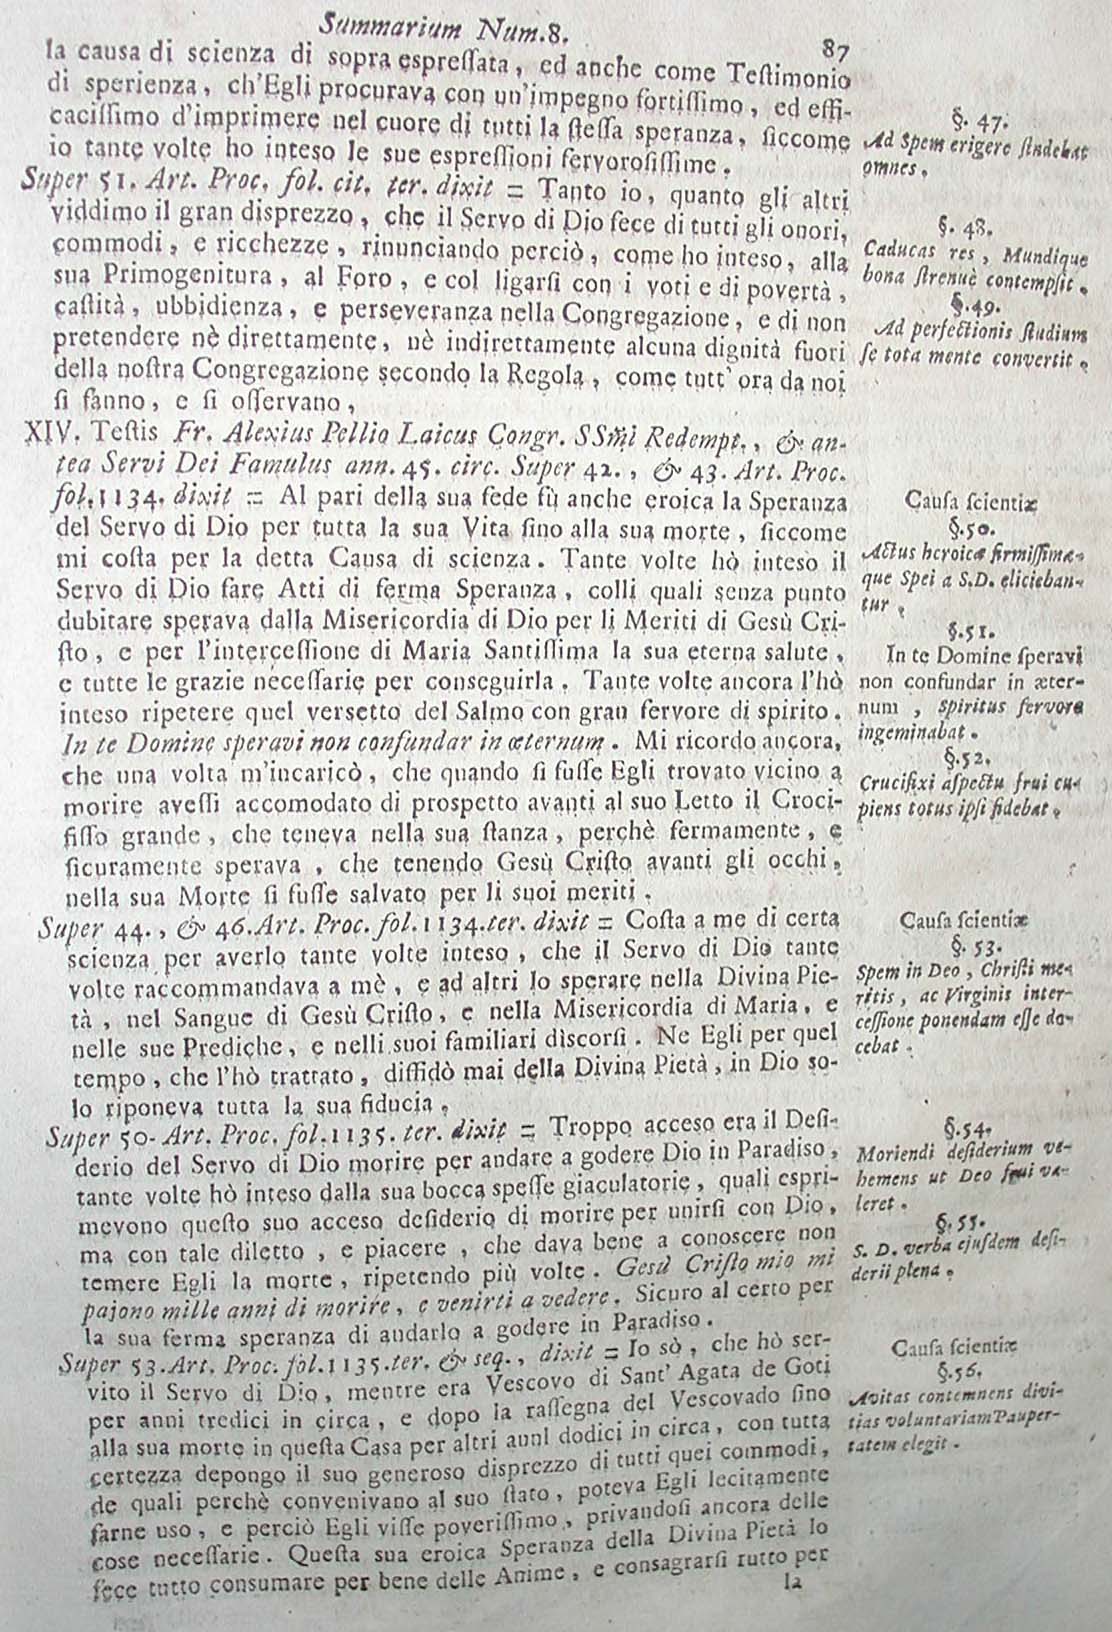 Summarium Num.8.
87
la causa di scienza di sopra espressata, ed anche come Testimonio
di sperienza, ch'Egli procurava con un'impegno fortissimo, ed effi-
cacissimo d'imprimere nel cuore di tutti la stessa speranza, siccome
io tante volte ho inteso le sue espressioni fervorosissime.
Super 51. Art. Proc. fol. cit. ter. dixit = Tanto io, quanto gli altri
viddimo il gran disprezzo, che il Servo di Dio fece di tutti gli onori,
commodi, e ricchezze, rinunciando perciò, come ho inteso, alla
sua Primogenitura, al Foro, e col ligarsi con i voti e di povertà,
castità, ubbidienza, e perseveranza nella Congregazione, e di non
pretendere nè direttamente, nè indirettamente alcuna dignità fuori
della nostra Congregazione secondo la Regola, come tutt'ora da noi
si fanno, e si osservano,
XIV. Testis Fr. Alexius Pellio Laicus Congr. SSm̃i Redempt., & an-
tea Servi Dei Famulus ann. 45. circ. Super 42., & 43. Art. Proc.
fol. 1134. dixit = Al pari della sua fede fù anche eroica la Speranza
del Servo di Dio per tutta la sua Vita sino alla sua morte, siccome
mi costa per la detta Causa di scienza. Tante volte hò inteso il
Servo di Dio fare Atti di ferma Speranza, colli quali senza punto
dubitare sperava dalla Misericordia di Dio per li Meriti di Gesù Cri-
sto, e per l'intercessione di Maria Santissima la sua eterna salute,
e tutte le grazie necessarie per conseguirla. Tante volte ancora l'hò
inteso ripetere quel versetto del Salmo con gran fervore di spirito.
In te Domine speravi non confundar in æternum. Mi ricordo ancora,
che una volta m'incaricò, che quando si fusse Egli trovato vicino a
morire avessi accomodato di prospetto avanti al suo Letto il Croci-
fisso grande, che teneva nella sua stanza, perchè fermamente, e
sicuramente sperava, che tenendo Gesù Cristo avanti gli occhi,
nella sua Morte si fusse salvato per li suoi meriti.
Super 44., & 46. Art. Proc. fol. 1134. ter. dixit = Costa a me di certa
scienza per averlo tante volte inteso, che il Servo di Dio tante
volte raccommandava a mè, e ad altri lo sperare nella Divina Pie-
tà, nel Sangue di Gesù Cristo, e nella Misericordia di Maria, e
nelle sue Prediche, e nelli suoi familiari discorsi. Ne Egli per quel
tempo, che l'hò trattato, diffidò mai della Divina Pietà, in Dio so-
lo riponeva tutta la sua fiducia.
Super 50. Art. Proc. fol. 1135. ter. dixit = Troppo acceso era il Desi-
derio del Servo di Dio morire per andare a godere Dio in Paradiso,
tante volte hò inteso dalla sua bocca spesse giaculatorie, quali espri-
mevono questo suo acceso desiderio di morire per unirsi con Dio,
ma con tale diletto, e piacere, che dava bene a conoscere non
temere Egli la morte, ripetendo più volte. Gesù Cristo mio mi
pajono mille anni di morire, e venirti a vedere. Sicuro al certo per
la sua ferma speranza di andarlo a godere in Paradiso.
Super 53. Art. Proc. fol. 1135. ter. & seq., dixit = Io sò, che hò ser-
vito il Servo di Dio, mentre era Vescovo di Sant'Agata de Goti
per anni tredici in circa, e dopo la rassegna del Vescovado sino
alla sua morte in questa Casa per altri anni dodici in circa, con tutta
certezza depongo il suo generoso disprezzo di tutti quei commodi,
de quali perchè convenivano al suo stato, poteva Egli lecitamente
farne uso, e perciò Egli visse poverissimo, privandosi ancora delle
cose necessarie. Questa sua eroica Speranza della Divina Pietà lo
fece tutto consumare per bene delle Anime, e consagrarsi tutto per
la
§. 47.
Ad Spem erigere studebat
omnes.
§. 48.
Caducas res, Mundique
bona strenuè contempsit.
§.49.
Ad perfectionis studium
se tota mente convertit.
Causa scientiæ
§.50.
Actus heroicæ firmissimæ-
que Spei a S.D. elicieban-
tur.
§.51.
In te Domine speravi
non confundar in æter-
num, spiritus fervore
ingeminabat.
§.52.
Crucifixi aspectu frui cu-
piens totus ipsi fidebat.
Causa scientiæ
§. 53.
Spem in Deo, Christi me-
ritis, ac Virginis inter-
cessione ponendam esse do-
cebat.
§.54.
Moriendi desiderium ve-
hemens ut Deo frui va-
leret.
§.55.
S. D. verba ejusdem desi-
derii plena.
Causa scientiæ
§.56.
Avitas contemnens divi-
tias voluntariam Pauper-
tatem elegit.